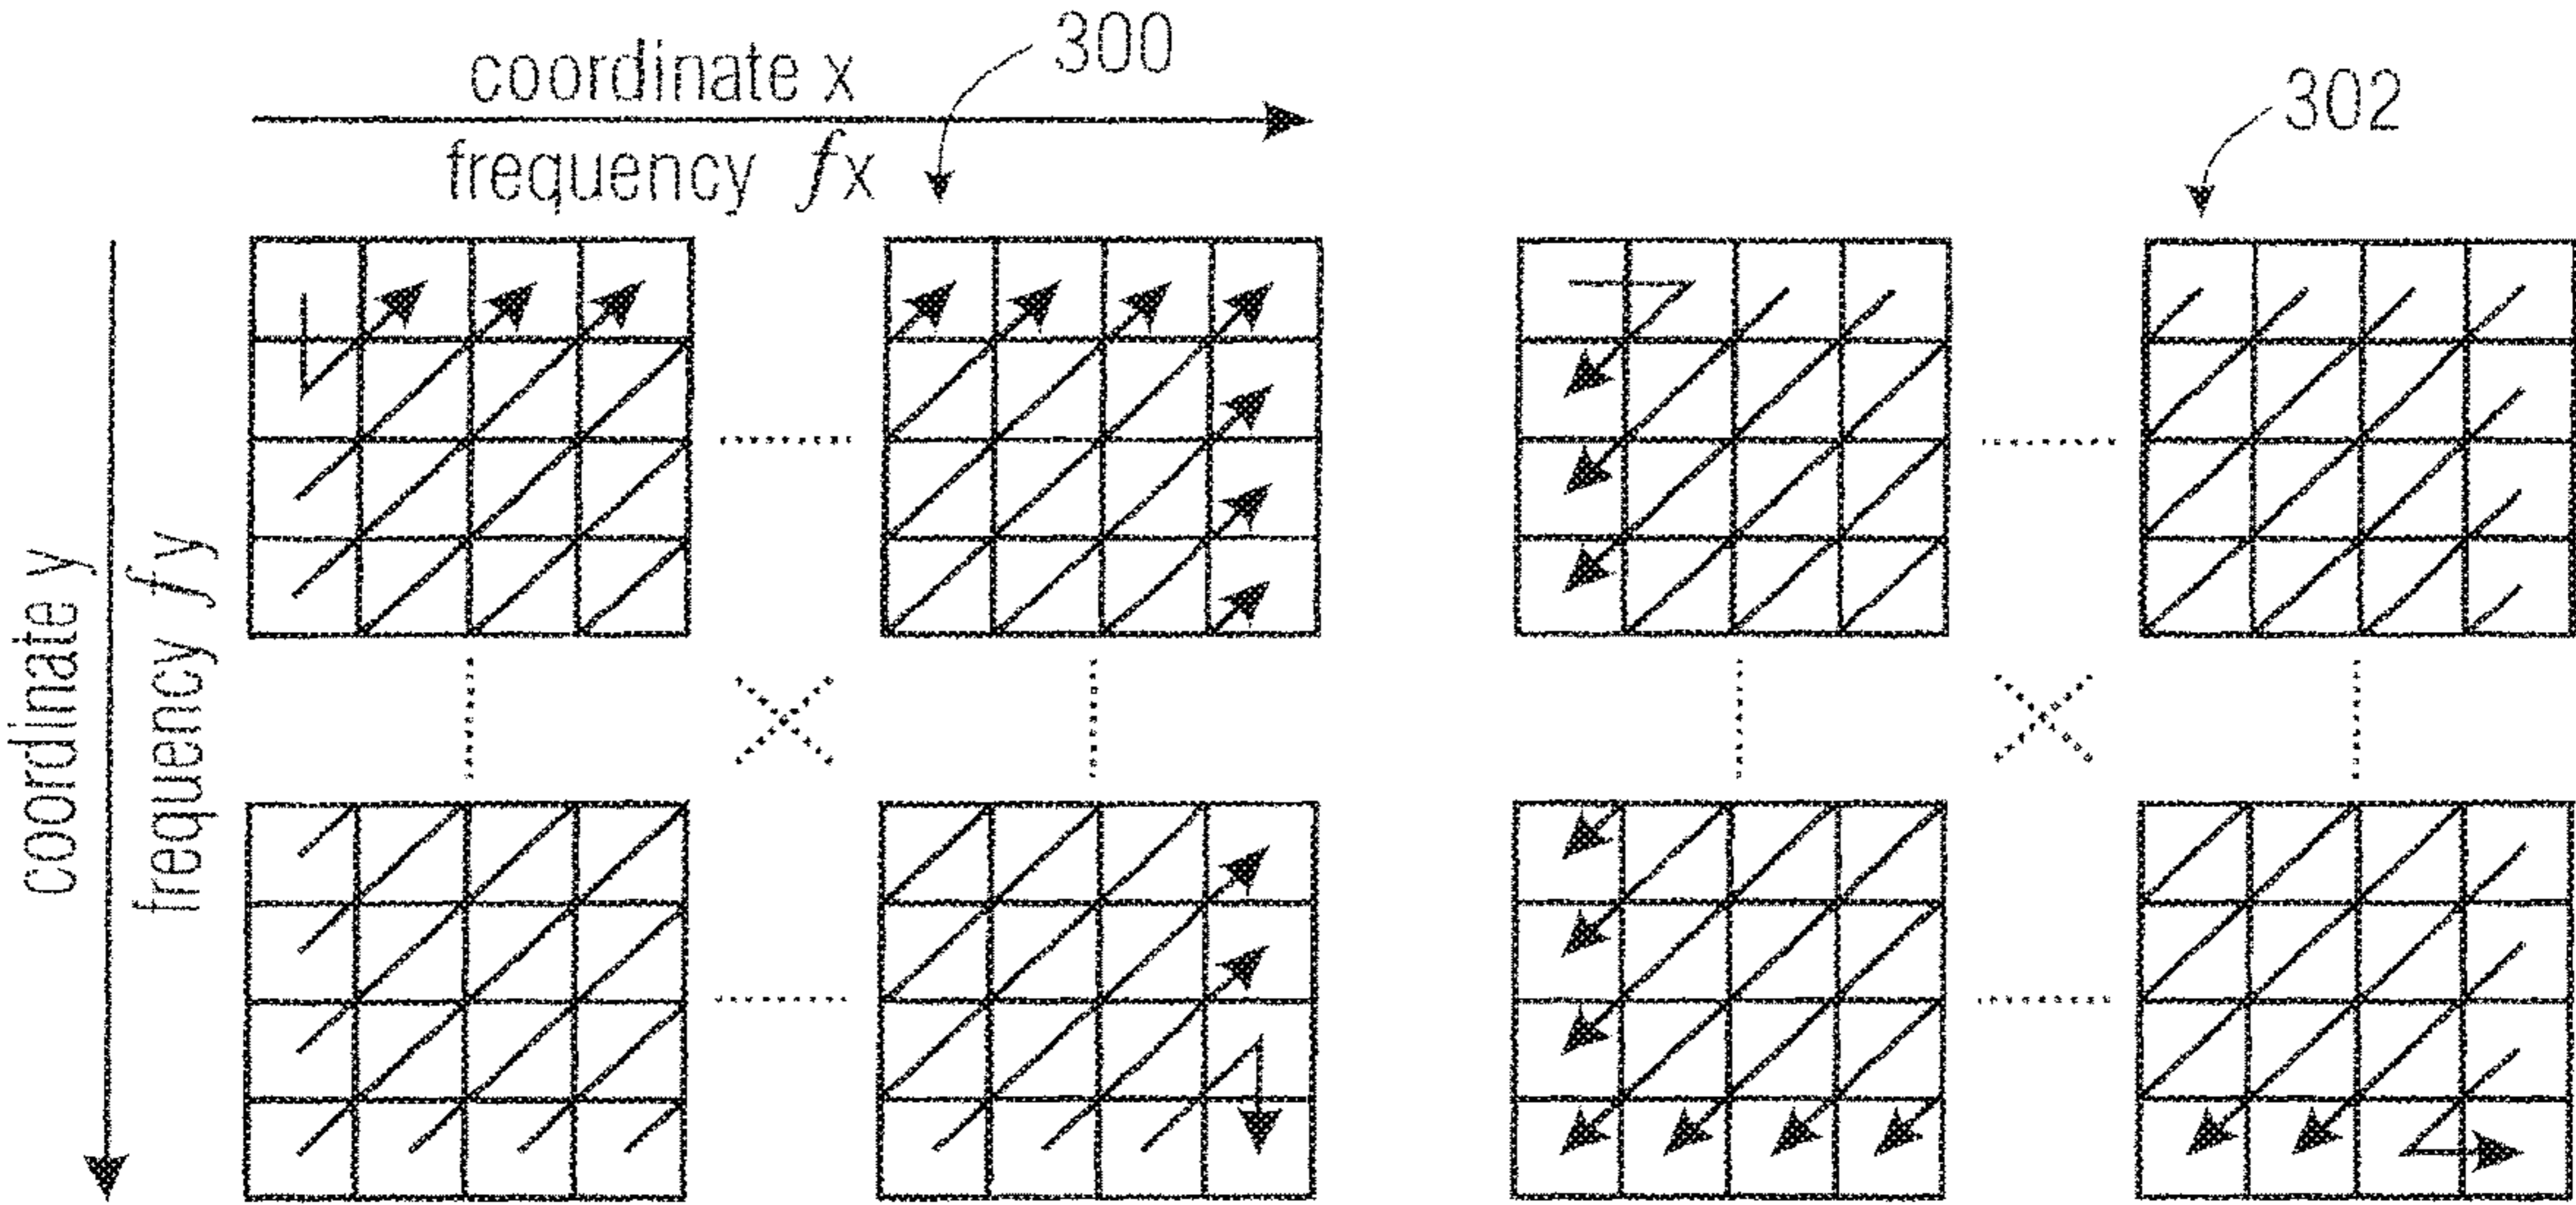 coordinate x
frequency fx
300
302
coordinate y
frequency fy